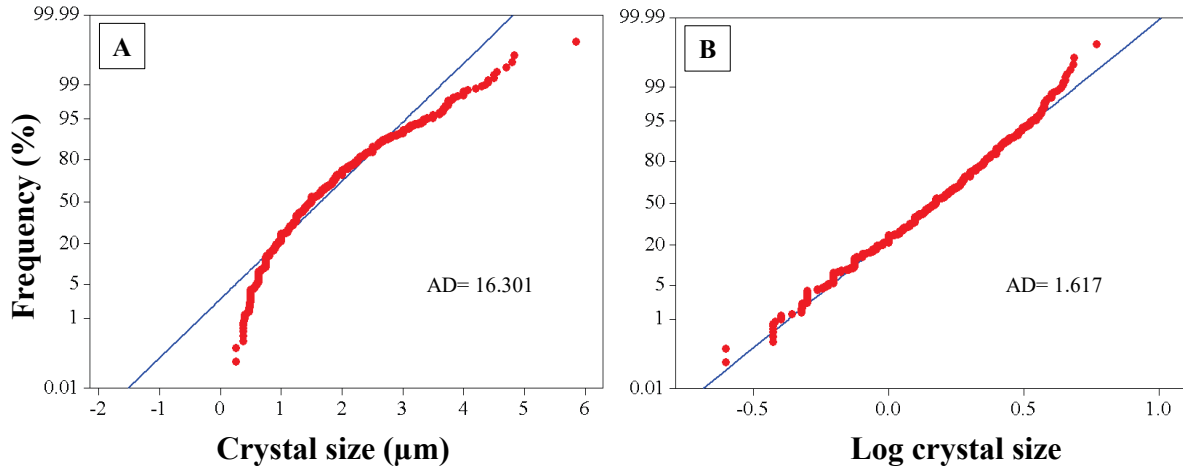 A
Frequency (%)
99.99
99
95
80
50
20
5
1
0.01
AD= 16.301
-2 -1 0 1 2 3 4 5 6
Crystal size (µm)
B
99.99
99
95
80
50
20
5
1
0.01
AD= 1.617
-0.5 0.0 0.5 1.0
Log crystal size